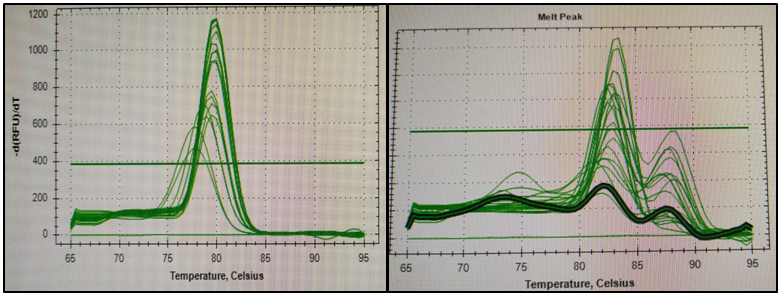 1200
1000
800
600
400
200
0
-d(RFU)/dT
65 70 75 80 85 90 95
Temperature, Celsius
Melt Peak
65 70 75 80 85 90 95
Temperature, Celsius